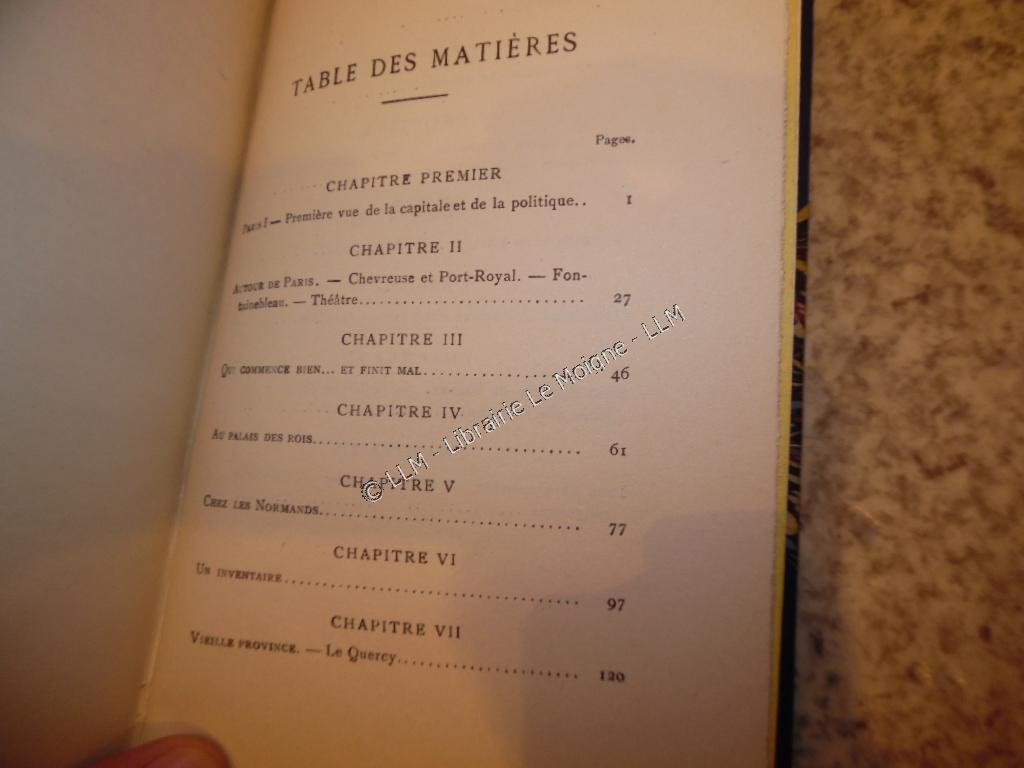 TABLE DES MATIÈRES
Pages.
CHAPITRE PREMIER
PARIS I — Première vue de la capitale et de la politique.. 1
CHAPITRE II
AUTOUR DE PARIS. — Chevreuse et Port-Royal. — Fon-
tainebleau. — Théâtre............................ 27
CHAPITRE III
QUI COMMENCE BIEN... ET FINIT MAL.................... 46
CHAPITRE IV
AU PALAIS DES ROIS.................................. 61
CHAPITRE V
CHEZ LES NORMANDS................................. 77
CHAPITRE VI
UN INVENTAIRE...................................... 97
CHAPITRE VII
VIEILLE PROVINCE. — Le Quercy....................... 120
© LLM - Librairie Le Moigne - LLM